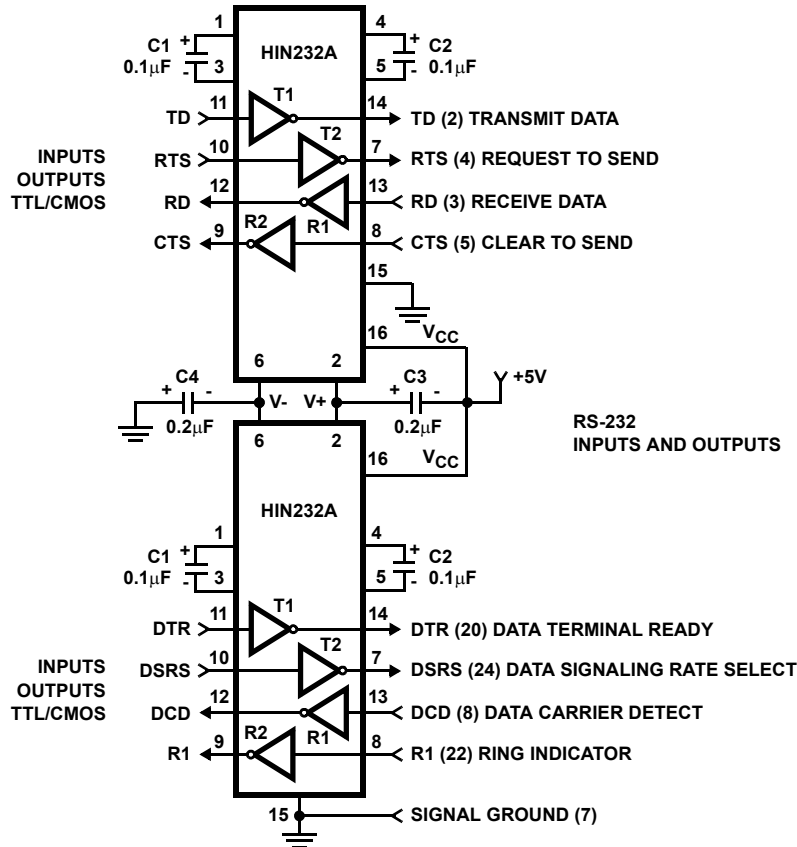 1 4
C1 + HIN232A + C2
0.1μF - 3 5 - 0.1μF
T1
TD 11 14 TD (2) TRANSMIT DATA
T2
INPUTS
OUTPUTS
TTL/CMOS
RTS 10 7 RTS (4) REQUEST TO SEND
RD 12 13 RD (3) RECEIVE DATA
R2 R1
CTS 9 8 CTS (5) CLEAR TO SEND
15
16 VCC
6 2
C4 C3 +5V
+ - V- V+ + -
0.2μF 0.2μF
RS-232
INPUTS AND OUTPUTS
6 2
16 VCC
HIN232A
1 4
C1 + + C2
0.1μF - 3 5 - 0.1μF
T1
DTR 11 14 DTR (20) DATA TERMINAL READY
T2
INPUTS
OUTPUTS
TTL/CMOS
DSRS 10 7 DSRS (24) DATA SIGNALING RATE SELECT
DCD 12 13 DCD (8) DATA CARRIER DETECT
R2 R1
R1 9 8 R1 (22) RING INDICATOR
15 SIGNAL GROUND (7)